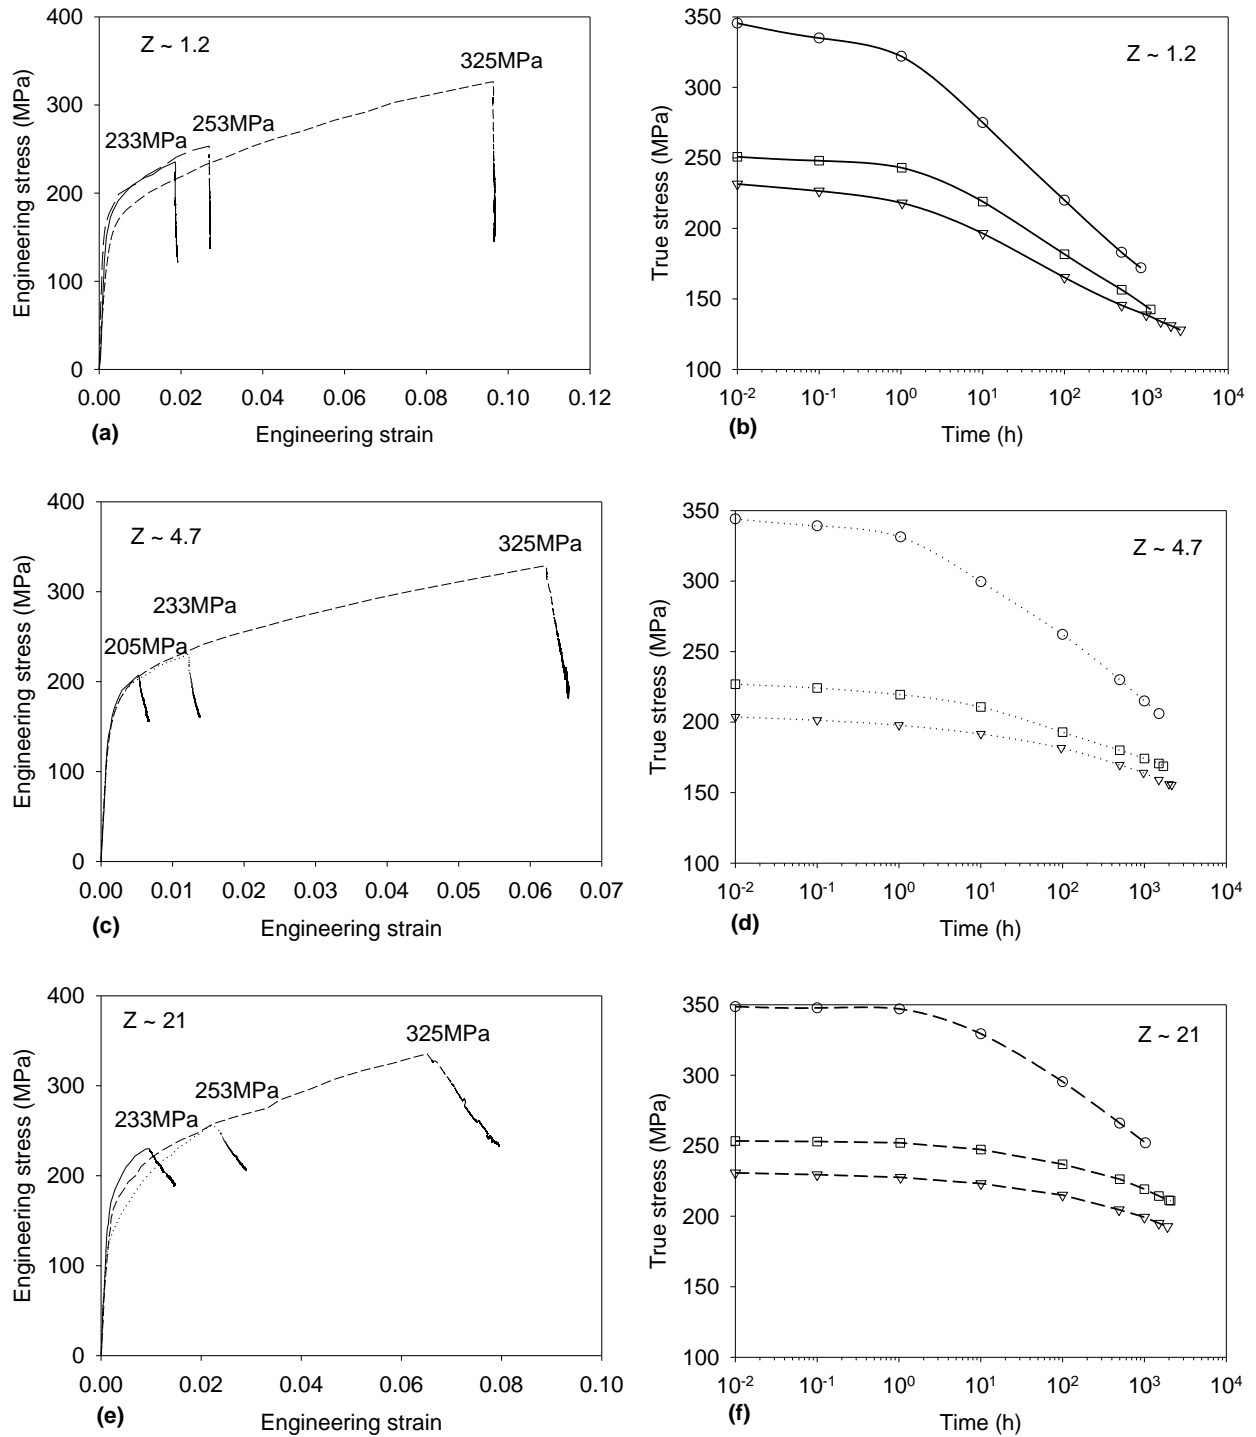 400
Z ~ 1.2
325MPa
300
253MPa
233MPa
200
100
0
0.00 0.02 0.04 0.06 0.08 0.10 0.12
Engineering stress (MPa)
(a) Engineering strain
350
Z ~ 1.2
300
250
200
150
100
10-2 10-1 100 101 102 103 104
True stress (MPa)
(b) Time (h)
400
Z ~ 4.7
325MPa
300
233MPa
205MPa
200
100
0
0.00 0.01 0.02 0.03 0.04 0.05 0.06 0.07
Engineering stress (MPa)
(c) Engineering strain
350
Z ~ 4.7
300
250
200
150
100
10-2 10-1 100 101 102 103 104
True stress (MPa)
(d) Time (h)
400
Z ~ 21
325MPa
300
253MPa
233MPa
200
100
0
0.00 0.02 0.04 0.06 0.08 0.10
Engineering stress (MPa)
(e) Engineering strain
350
Z ~ 21
300
250
200
150
100
10-2 10-1 100 101 102 103 104
True stress (MPa)
(f) Time (h)